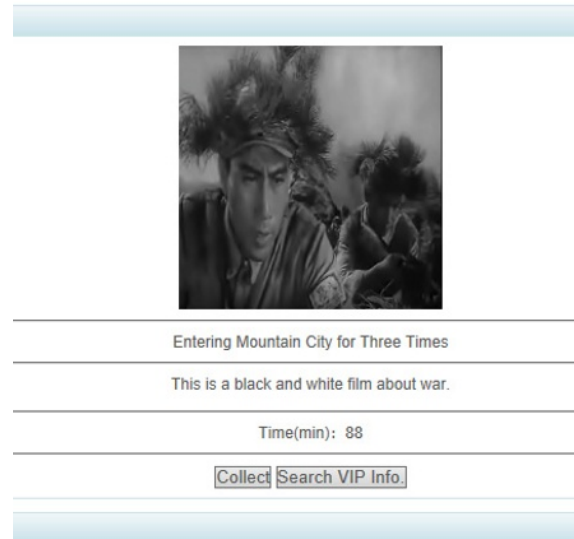 Entering Mountain City for Three Times
This is a black and white film about war.
Time(min)：88
Collect Search VIP Info.